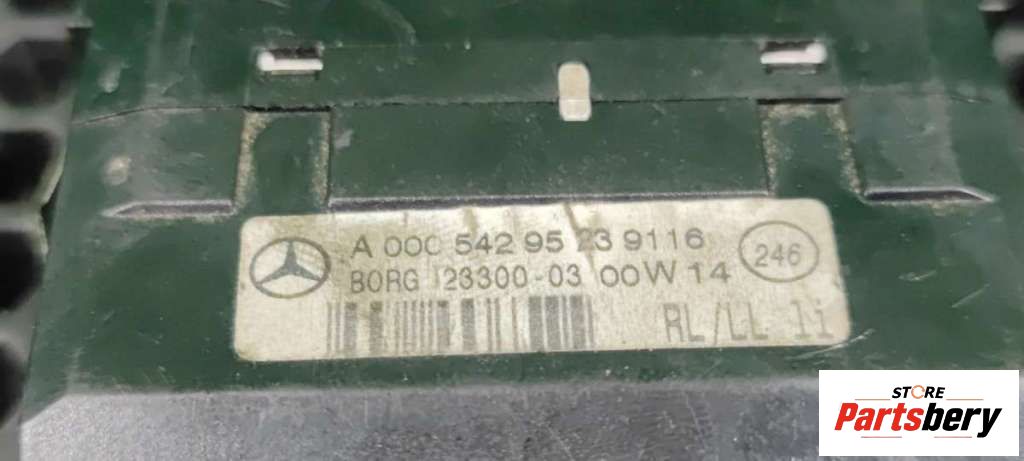 A 000 542 95 23 9116
BORG 23300-03 00W 14
246
RL/LL 1i
STORE
Partsbery